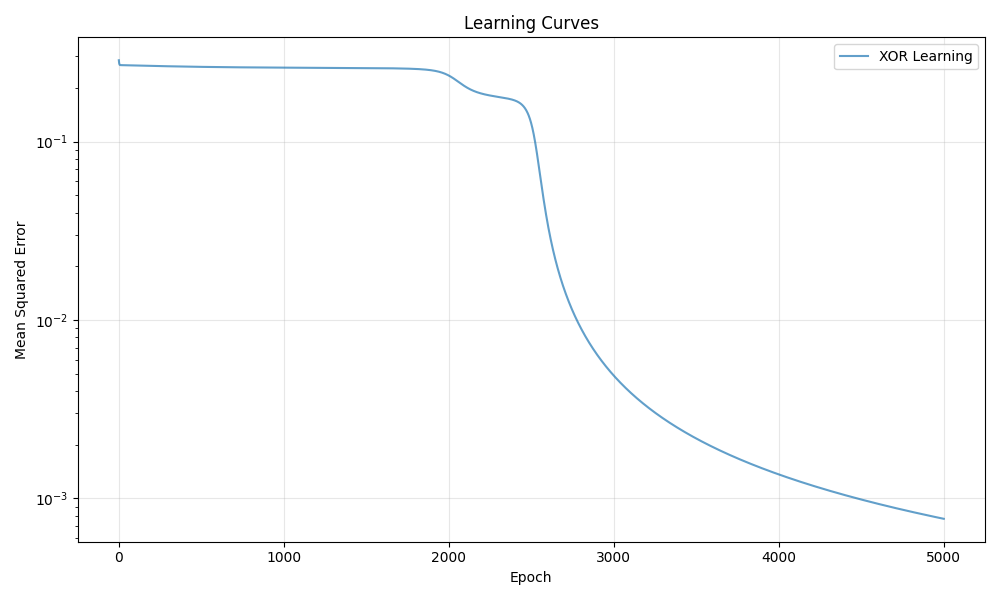 Learning Curves
XOR Learning
Mean Squared Error
10⁻¹
10⁻²
10⁻³
0 1000 2000 3000 4000 5000
Epoch